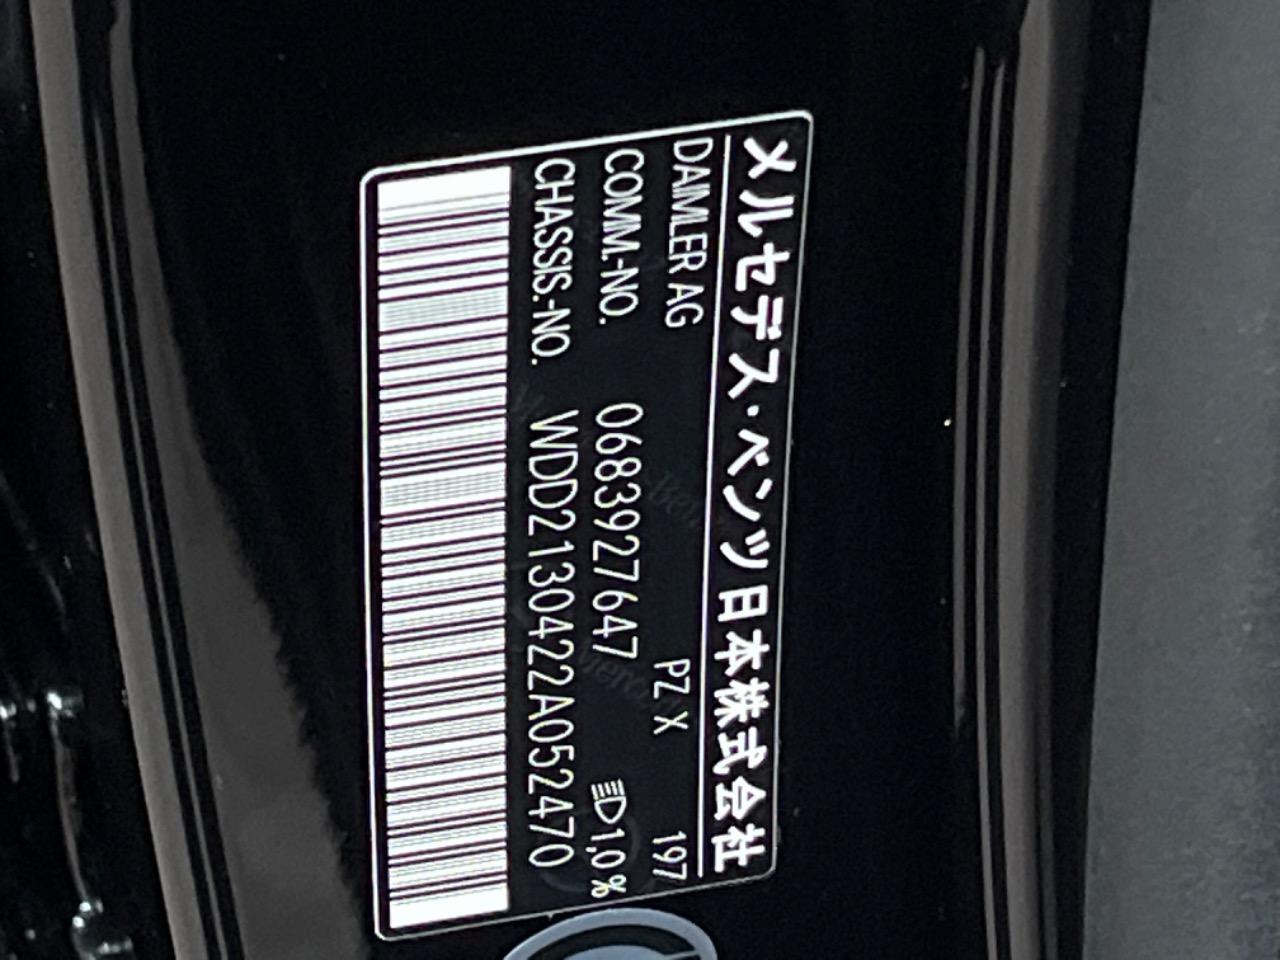 メルセデス・ベンツ日本株式会社
DAIMLER AG PZ X 197
COMM.-NO. 0683927647 1,0%
CHASSIS.-NO. WDD2130422A052470